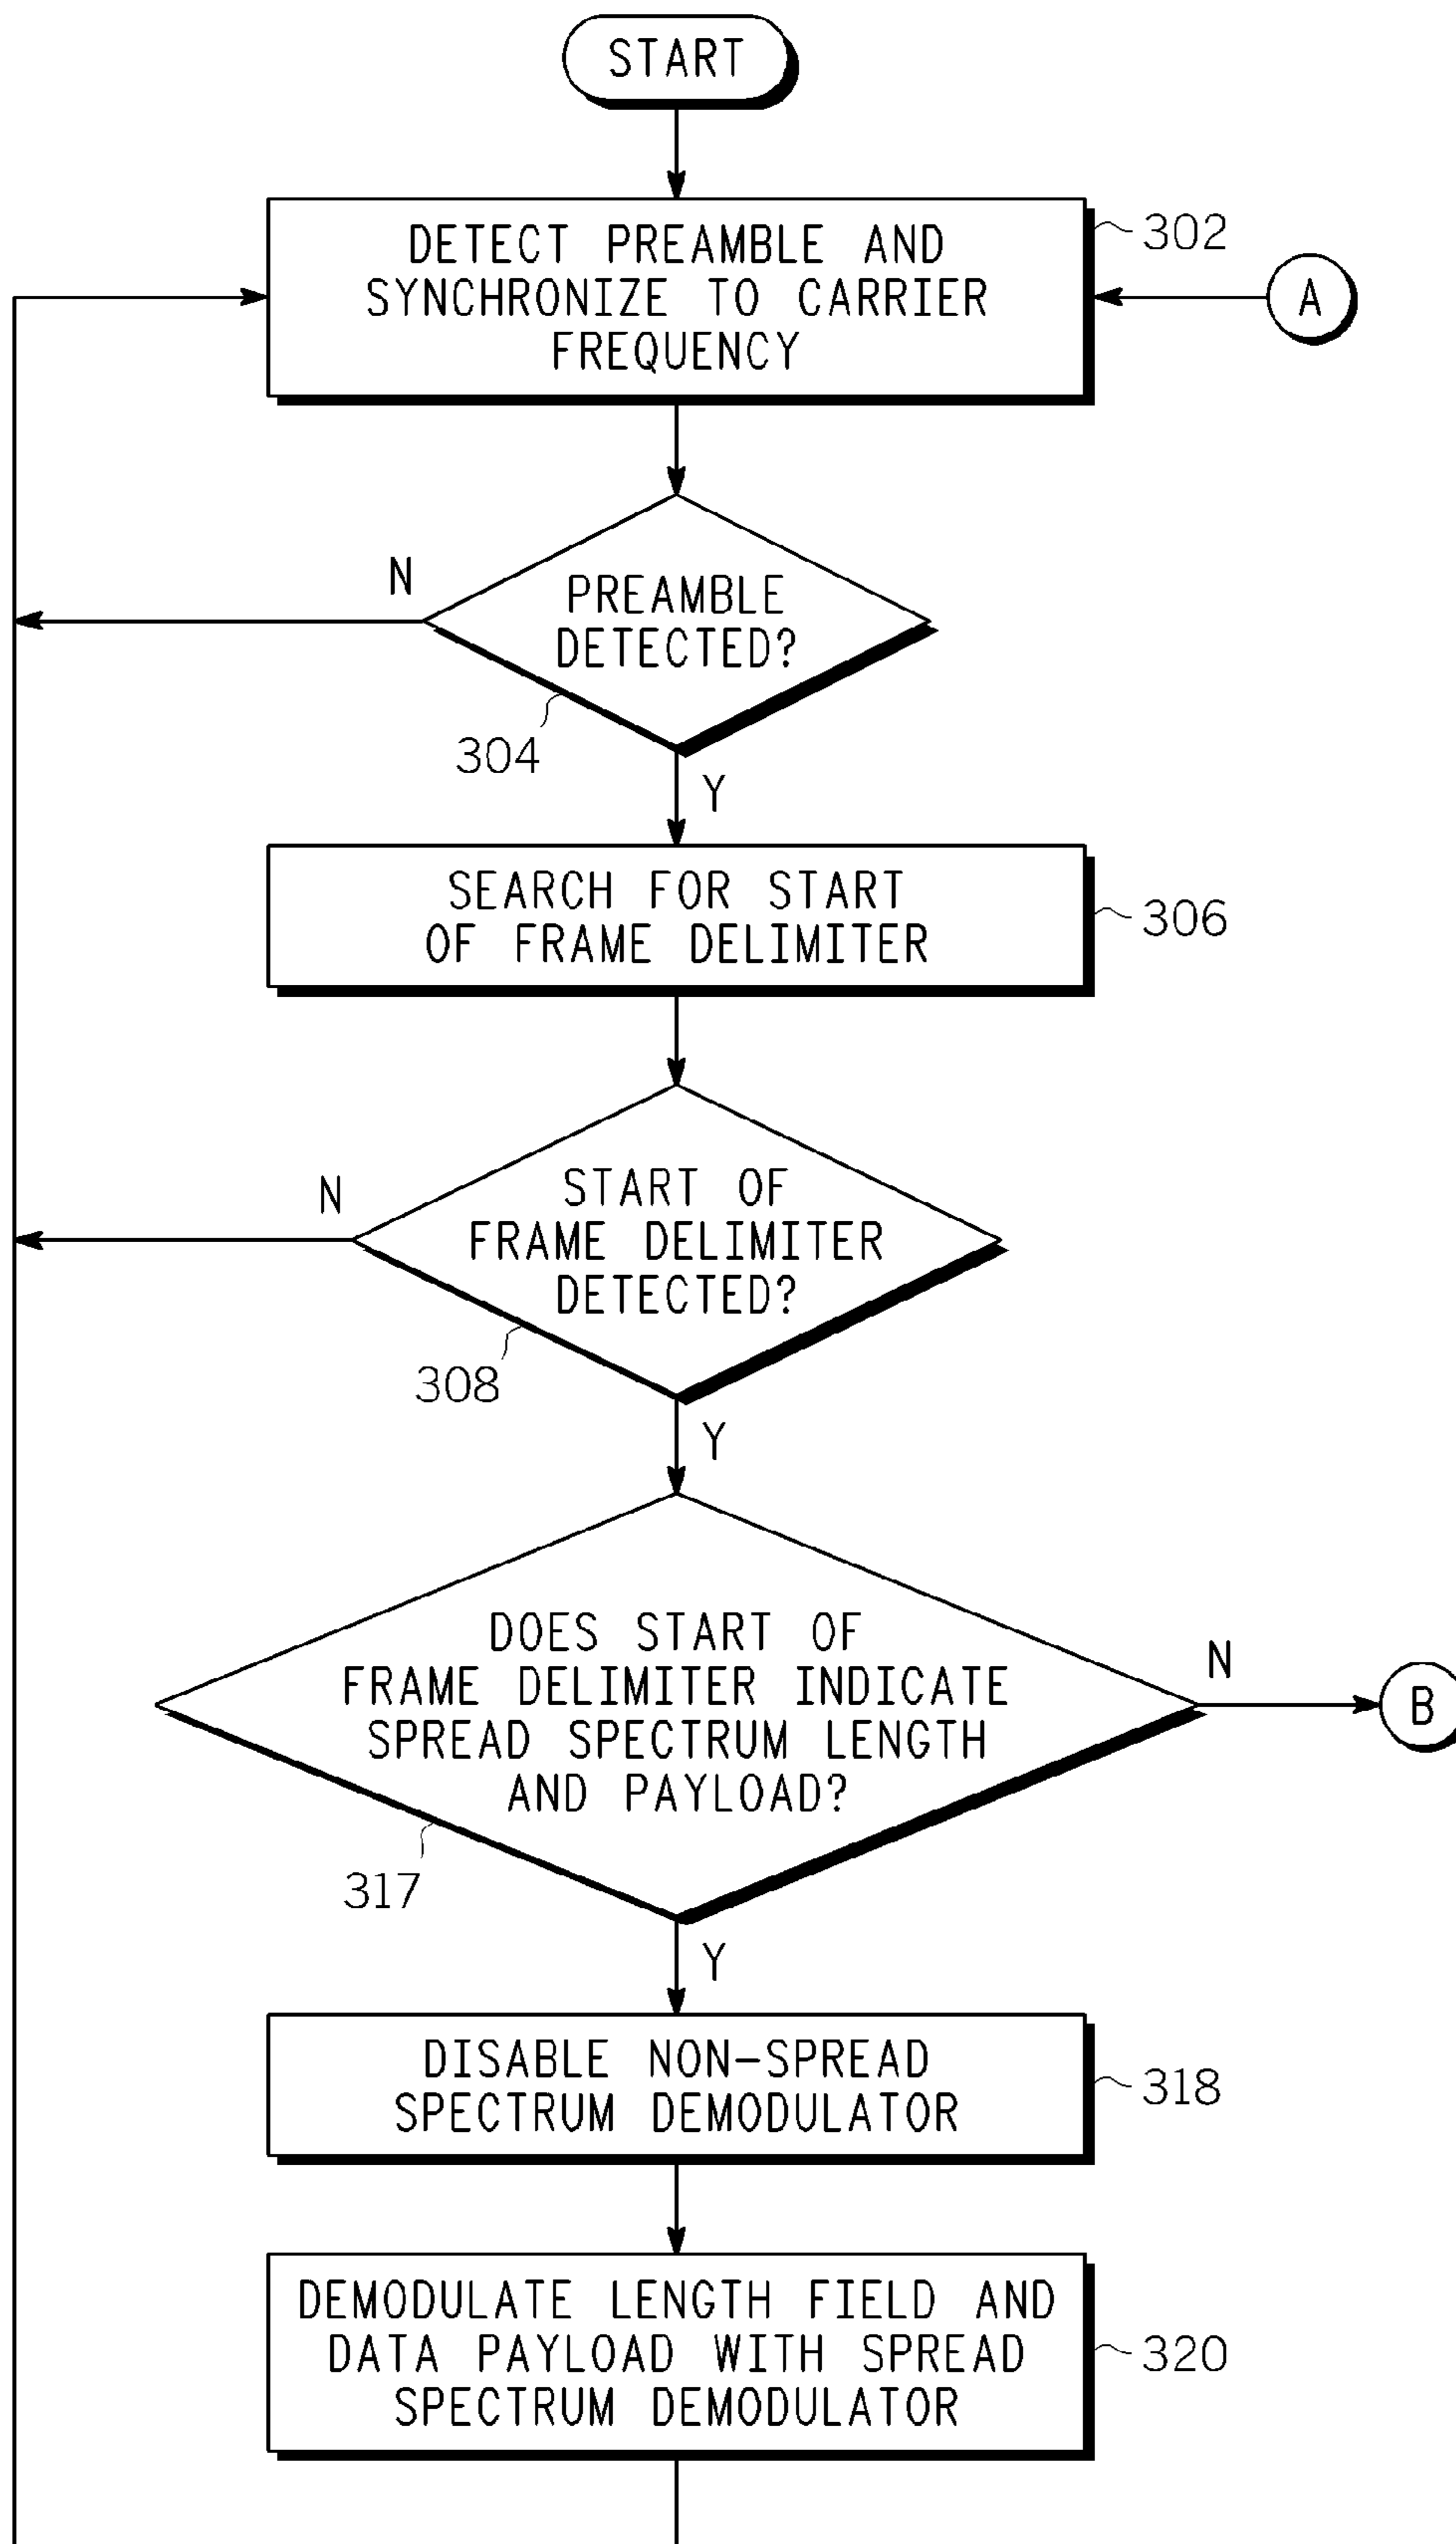 START
DETECT PREAMBLE AND
SYNCHRONIZE TO CARRIER
FREQUENCY
302
A
N
PREAMBLE
DETECTED?
304
Y
SEARCH FOR START
OF FRAME DELIMITER
306
N
START OF
FRAME DELIMITER
DETECTED?
308
Y
DOES START OF
FRAME DELIMITER INDICATE
SPREAD SPECTRUM LENGTH
AND PAYLOAD?
N
B
317
Y
DISABLE NON-SPREAD
SPECTRUM DEMODULATOR
318
DEMODULATE LENGTH FIELD AND
DATA PAYLOAD WITH SPREAD
SPECTRUM DEMODULATOR
320